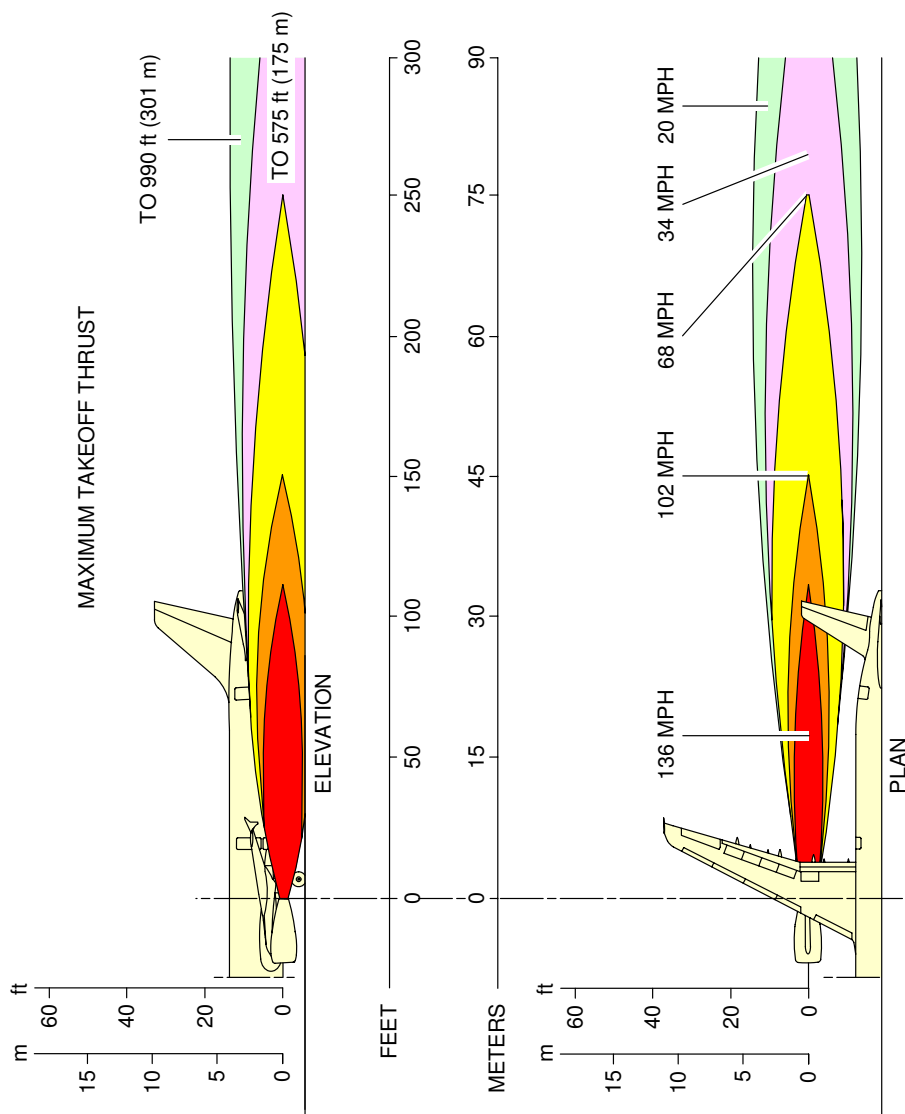 MAXIMUM TAKEOFF THRUST
TO 990 ft (301 m)
TO 575 ft (175 m)
ft
60
40
20
0
m
15
10
5
0
ELEVATION
FEET
0
50
100
150
200
250
300
METERS
0
15
30
45
60
75
90
136 MPH
102 MPH
68 MPH
34 MPH
20 MPH
ft
60
40
20
0
m
15
10
5
0
PLAN